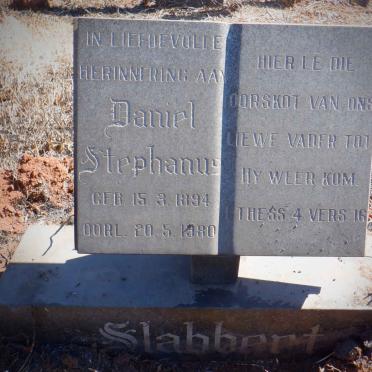 IN LIEFDEVOLLE
HERINNERING AAN
Daniel
Stephanus
GEB 15.3.1894
OORL. 20.5.1980
HIER LE DIE
OORSKOT VAN ONS
LIEWE VADER TOT
HY WEER KOM.
I THESS 4 VERS 16
Slabbert